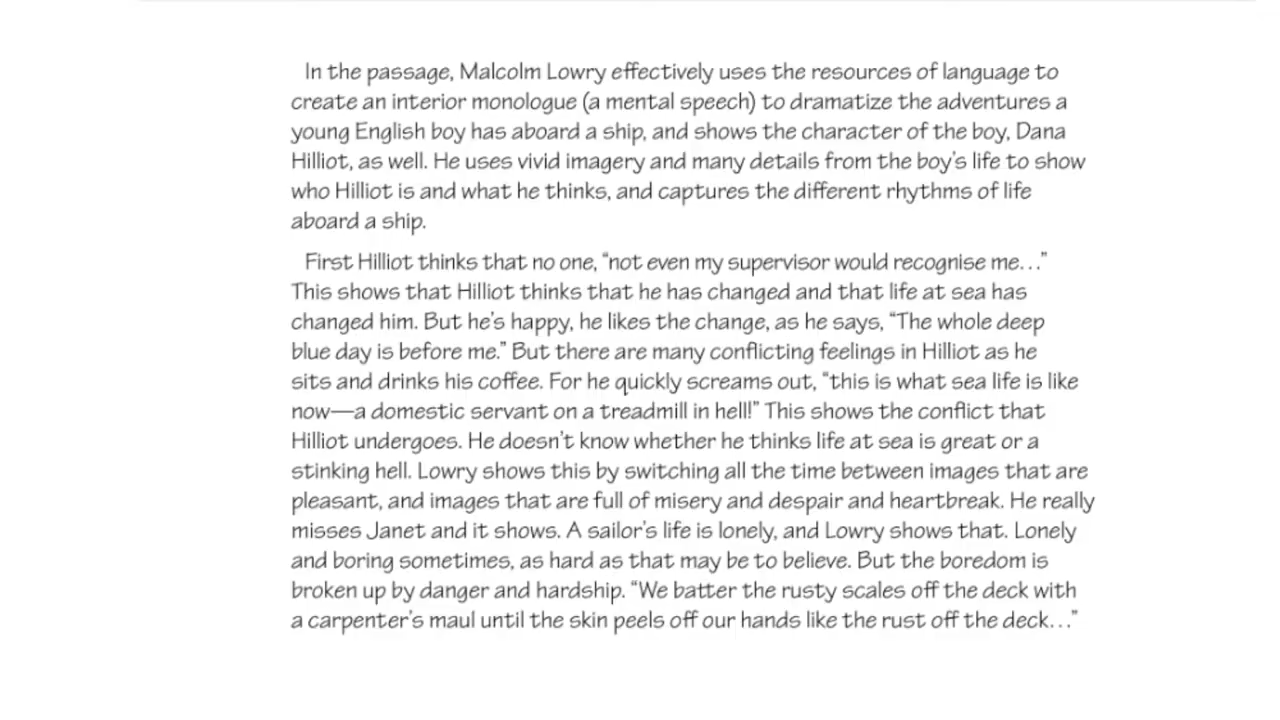 In the passage, Malcolm Lowry effectively uses the resources of language to
create an interior monologue (a mental speech) to dramatize the adventures a
young English boy has aboard a ship, and shows the character of the boy, Dana
Hilliot, as well. He uses vivid imagery and many details from the boy's life to show
who Hilliot is and what he thinks, and captures the different rhythms of life
aboard a ship.
First Hilliot thinks that no one, “not even my supervisor would recognise me...”
This shows that Hilliot thinks that he has changed and that life at sea has
changed him. But he's happy, he likes the change, as he says, “The whole deep
blue day is before me.” But there are many conflicting feelings in Hilliot as he
sits and drinks his coffee. For he quickly screams out, “this is what sea life is like
now—a domestic servant on a treadmill in hell!” This shows the conflict that
Hilliot undergoes. He doesn't know whether he thinks life at sea is great or a
stinking hell. Lowry shows this by switching all the time between images that are
pleasant, and images that are full of misery and despair and heartbreak. He really
misses Janet and it shows. A sailor's life is lonely, and Lowry shows that. Lonely
and boring sometimes, as hard as that may be to believe. But the boredom is
broken up by danger and hardship. “We batter the rusty scales off the deck with
a carpenter's maul until the skin peels off our hands like the rust off the deck...”